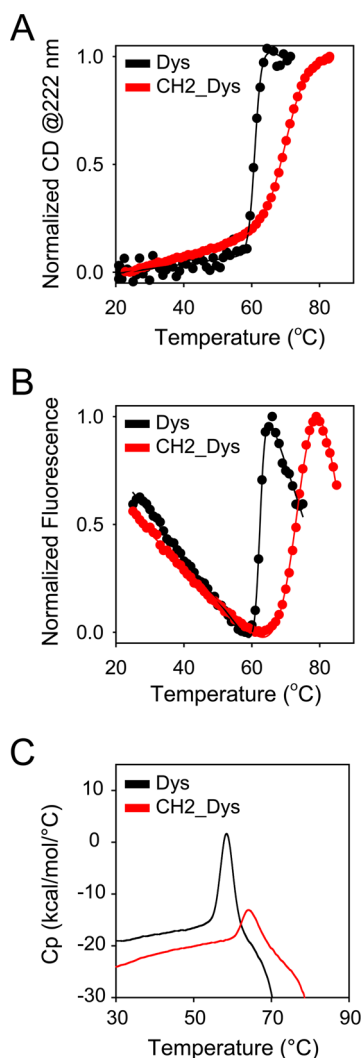 A
Normalized CD @222 nm
1.0
0.5
0.0
Dys
CH2_Dys
20 40 60 80
Temperature (°C)
B
Normalized Fluorescence
1.0
0.5
0.0
Dys
CH2_Dys
20 40 60 80
Temperature (°C)
C
Cp (kcal/mol/°C)
10
0
-10
-20
-30
Dys
CH2_Dys
30 50 70 90
Temperature (°C)